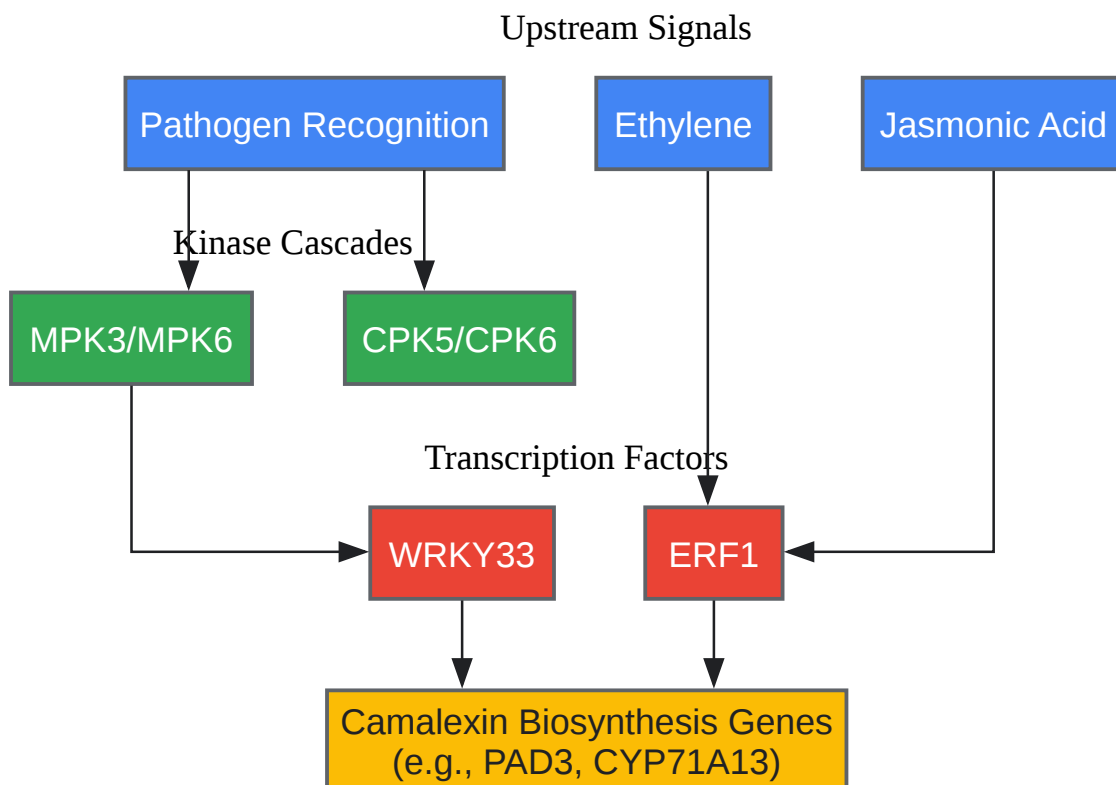 Upstream Signals
Pathogen Recognition
Ethylene
Jasmonic Acid
Kinase Cascades
MPK3/MPK6
CPK5/CPK6
Transcription Factors
WRKY33
ERF1
Camalexin Biosynthesis Genes
(e.g., PAD3, CYP71A13)